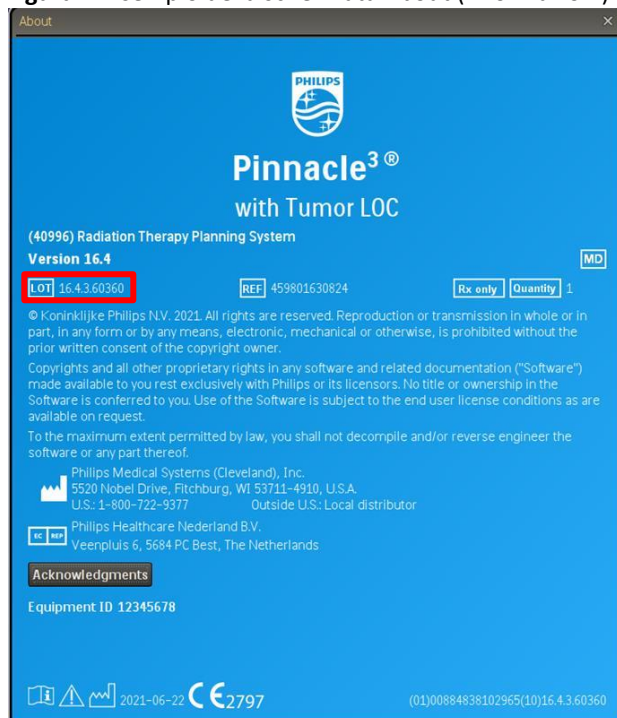 About
PHILIPS
Pinnacle³ ®
with Tumor LOC
(40996) Radiation Therapy Planning System
Version 16.4
MD
LOT 16.4.3.60360 REF 459801630824 Rx only Quantity 1
© Koninklijke Philips N.V. 2021. All rights are reserved. Reproduction or transmission in whole or in
part, in any form or by any means, electronic, mechanical or otherwise, is prohibited without the
prior written consent of the copyright owner.
Copyrights and all other proprietary rights in any software and related documentation ("Software")
made available to you rest exclusively with Philips or its licensors. No title or ownership in the
Software is conferred to you. Use of the Software is subject to the end user license conditions as are
available on request.
To the maximum extent permitted by law, you shall not decompile and/or reverse engineer the
software or any part thereof.
Philips Medical Systems (Cleveland), Inc.
5520 Nobel Drive, Fitchburg, WI 53711-4910, U.S.A.
U.S.: 1-800-722-9377 Outside U.S.: Local distributor
EC REP Philips Healthcare Nederland B.V.
Veenpluis 6, 5684 PC Best, The Netherlands
Acknowledgments
Equipment ID 12345678
2021-06-22 CE 2797 (01)00884838102965(10)16.4.3.60360